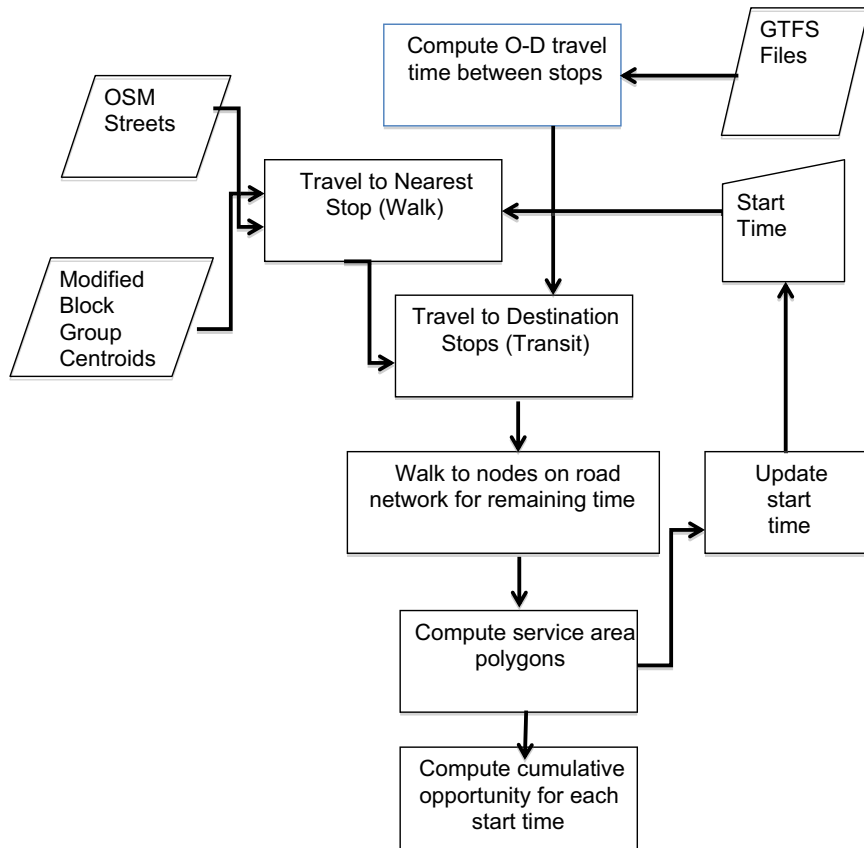 Compute O-D travel
time between stops
GTFS
Files
OSM
Streets
Travel to Nearest
Stop (Walk)
Start
Time
Modified
Block
Group
Centroids
Travel to Destination
Stops (Transit)
Walk to nodes on road
network for remaining time
Update
start
time
Compute service area
polygons
Compute cumulative
opportunity for each
start time